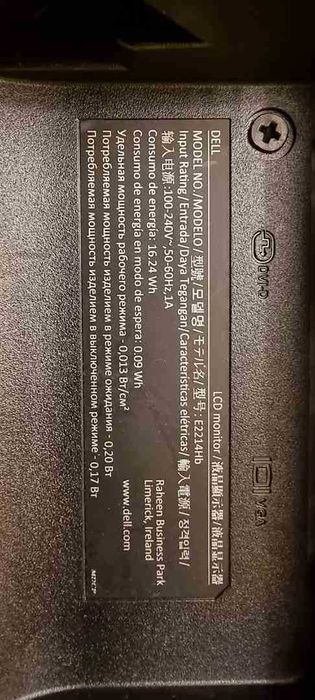 DELL
LCD monitor / 液晶顯示器 / 液晶显示器
MODEL NO. / MODELO / 型號 / 모델명 / モデル名 / 型号 : E2214Hb
Input Rating / Entrada / Daya Tegangan / Características elétricas / 輸入電源 / 정격입력 /
输入电源 :100-240V~,50-60Hz,1A
Consumo de energía: 16.24 Wh
Consumo de energía en modo de espera: 0.09 Wh
Удельная мощность рабочего режима - 0,013 Вт/см²
Потребляемая мощность изделием в режиме ожидания - 0,20 Вт
Потребляемая мощность изделием в выключенном режиме - 0,17 Вт
Raheen Business Park
Limerick, Ireland
www.dell.com
MDCP
DVI-D
VGA